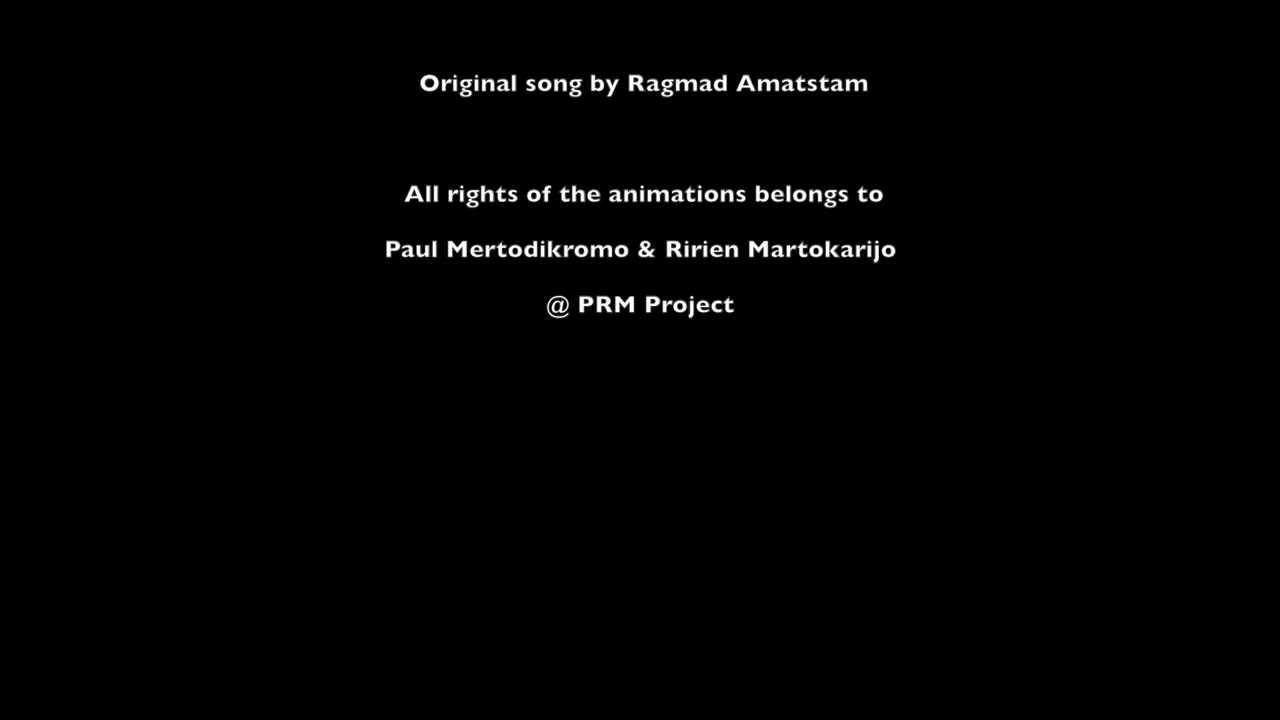 Original song by Ragmad Amatstam
All rights of the animations belongs to
Paul Mertodikromo & Ririen Martokarijo
@ PRM Project